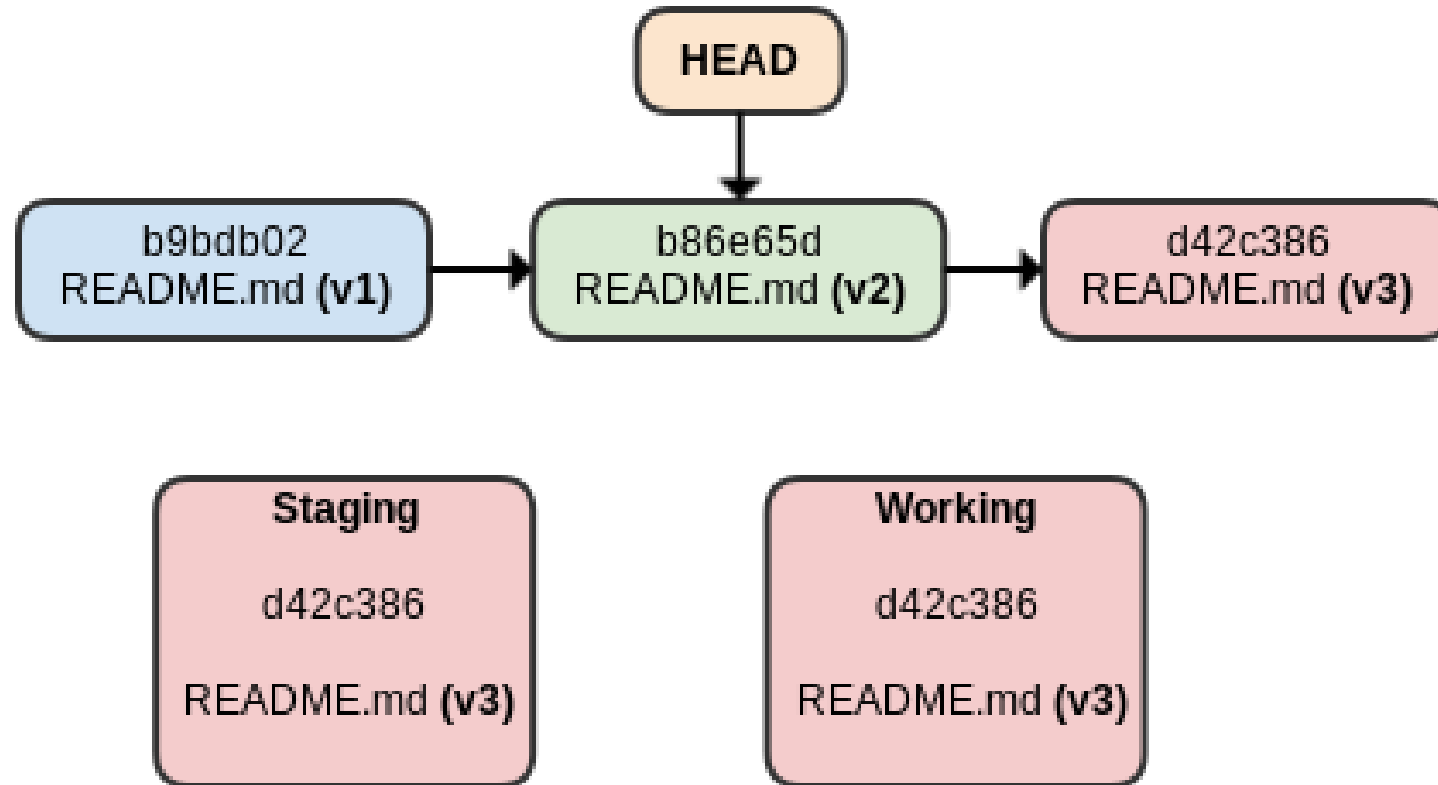 HEAD
b9bdb02
README.md (v1)
b86e65d
README.md (v2)
d42c386
README.md (v3)
Staging
d42c386
README.md (v3)
Working
d42c386
README.md (v3)